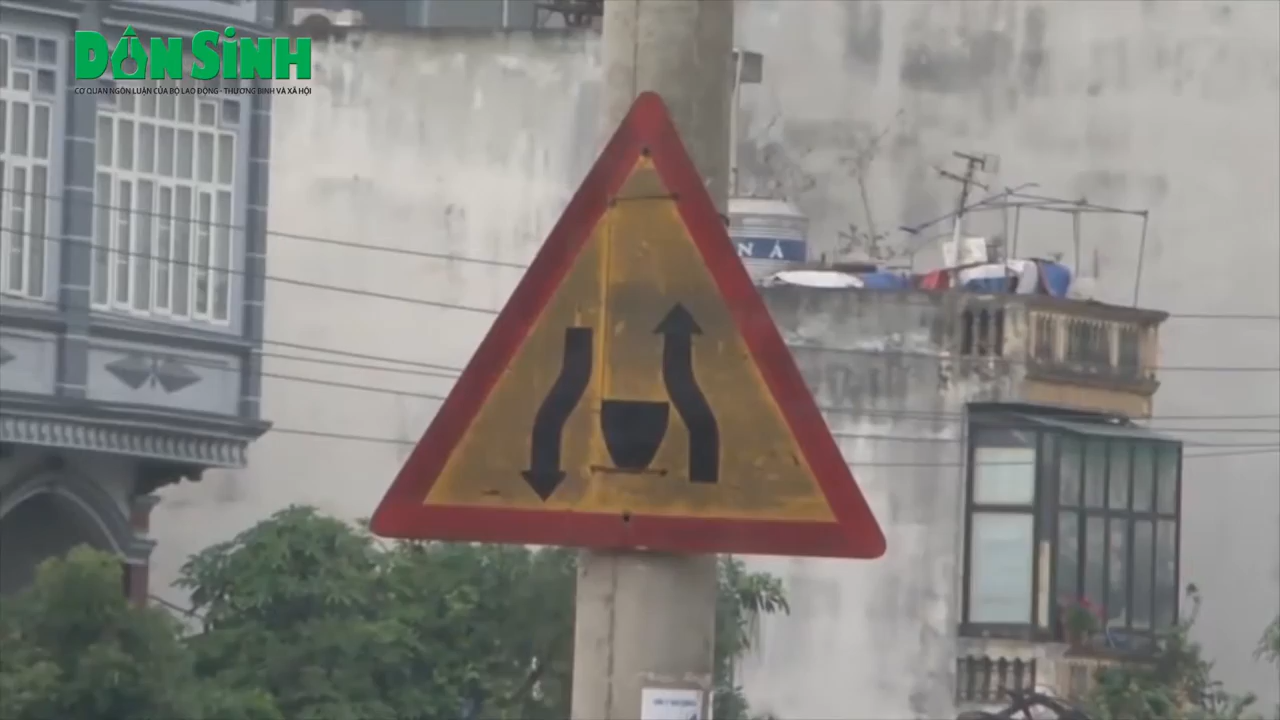 DÂN SINH
CƠ QUAN NGÔN LUẬN CỦA BỘ LAO ĐỘNG - THƯƠNG BINH VÀ XÃ HỘI
N Á